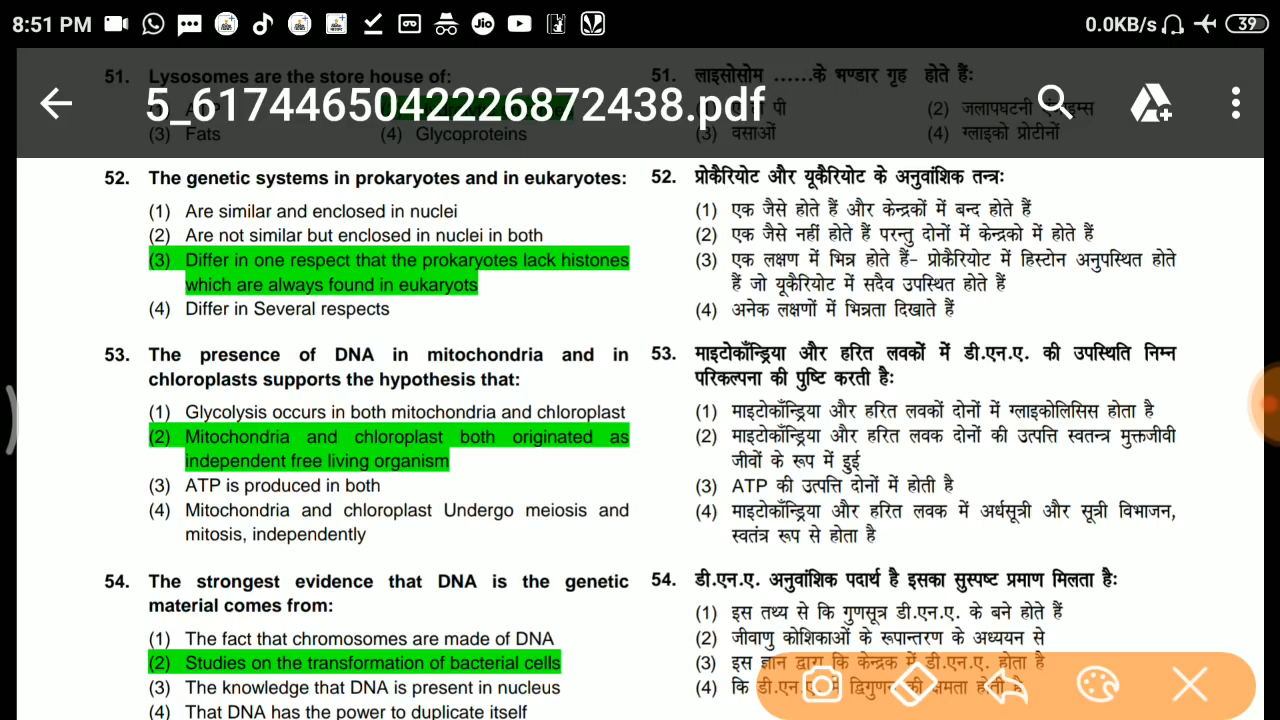 8:51 PM
0.0KB/s
39
Jio
51. Lysosomes are the store house of:
(3) Fats (4) Glycoproteins
5_6174465042226872438.pdf
52. The genetic systems in prokaryotes and in eukaryotes:
(1) Are similar and enclosed in nuclei
(2) Are not similar but enclosed in nuclei in both
(3) Differ in one respect that the prokaryotes lack histones
which are always found in eukaryots
(4) Differ in Several respects
53. The presence of DNA in mitochondria and in
chloroplasts supports the hypothesis that:
(1) Glycolysis occurs in both mitochondria and chloroplast
(2) Mitochondria and chloroplast both originated as
independent free living organism
(3) ATP is produced in both
(4) Mitochondria and chloroplast Undergo meiosis and
mitosis, independently
54. The strongest evidence that DNA is the genetic
material comes from:
(1) The fact that chromosomes are made of DNA
(2) Studies on the transformation of bacterial cells
(3) The knowledge that DNA is present in nucleus
(4) That DNA has the power to duplicate itself
51. लाइसोसोम ......के भण्डार गृह होते हैं:
पी (2) जलापघटनी
(3) वसाओं (4) ग्लाइको प्रोटीनों
52. प्रोकैरियोट और यूकैरियोट के अनुवांशिक तन्त्रः
(1) एक जैसे होते हैं और केन्द्रकों में बन्द होते हैं
(2) एक जैसे नहीं होते हैं परन्तु दोनों में केन्द्रको में होते हैं
(3) एक लक्षण में भिन्न होते हैं- प्रोकैरियोट में हिस्टोन अनुपस्थित होते
हैं जो यूकैरियोट में सदैव उपस्थित होते हैं
(4) अनेक लक्षणों में भिन्नता दिखाते हैं
53. माइटोकॉंन्ड्रिया और हरित लवकों में डी.एन.ए. की उपस्थिति निम्न
परिकल्पना की पुष्टि करती हैः
(1) माइटोकॉंन्ड्रिया और हरित लवकों दोनों में ग्लाइकोलिसिस होता है
(2) माइटोकॉंन्ड्रिया और हरित लवक दोनों की उत्पत्ति स्वतन्त्र मुक्तजीवी
जीवों के रूप में हुई
(3) ATP की उत्पत्ति दोनों में होती है
(4) माइटोकॉंन्ड्रिया और हरित लवक में अर्धसूत्री और सूत्री विभाजन,
स्वतंत्र रूप से होता है
54. डी.एन.ए. अनुवांशिक पदार्थ है इसका सुस्पष्ट प्रमाण मिलता हैः
(1) इस तथ्य से कि गुणसूत्र डी.एन.ए. के बने होते हैं
(2) जीवाणु कोशिकाओं के रूपान्तरण के अध्ययन से
(3) इस ज्ञान द्वारा कि केन्द्रक में डी.एन.ए. होता है
(4) कि डी.एन.ए. में द्विगुणन की क्षमता होती है